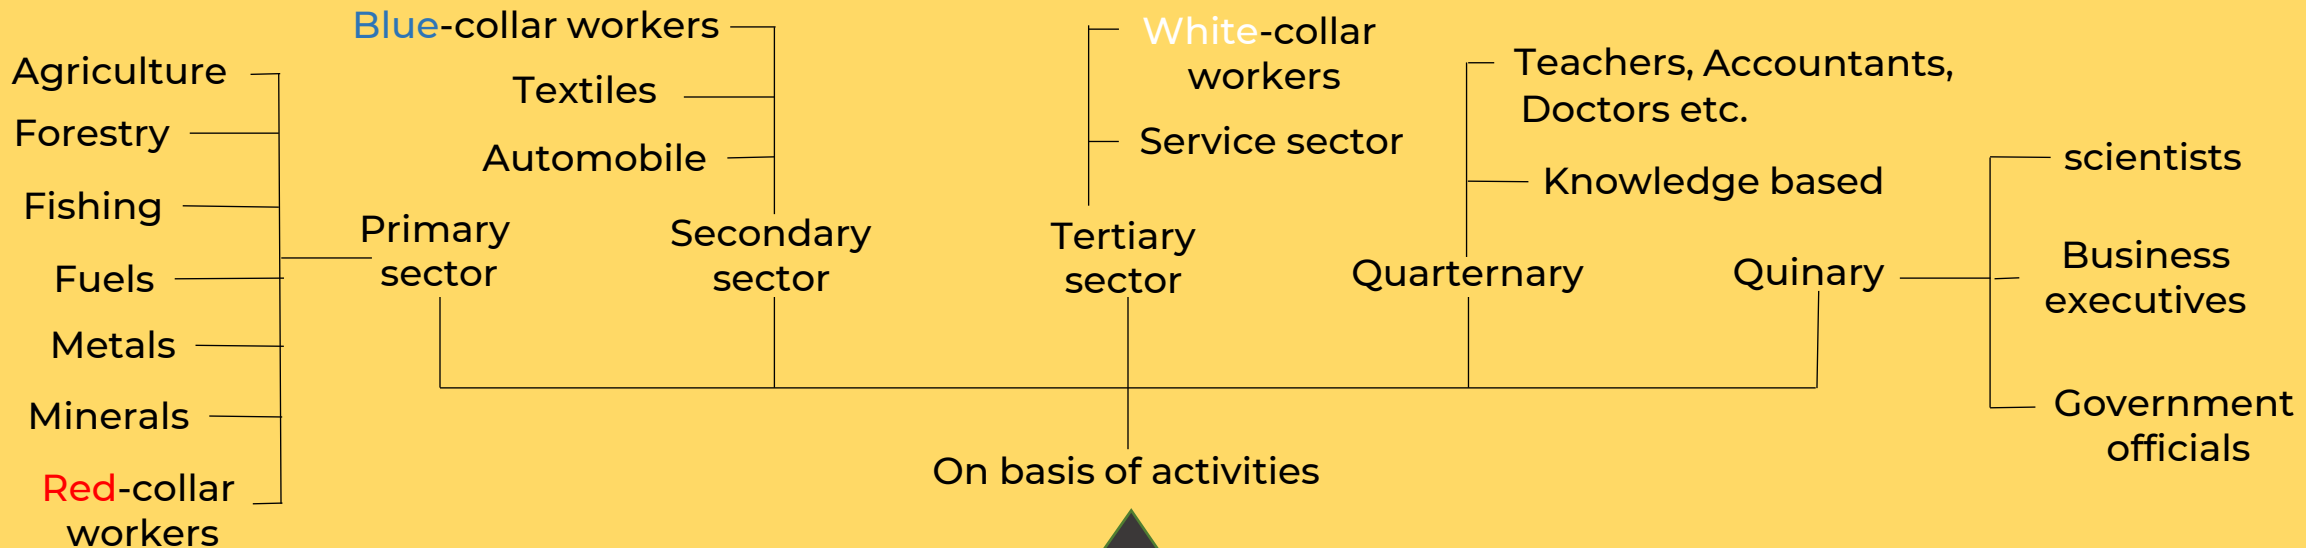 Agriculture
Forestry
Fishing
Fuels
Metals
Minerals
Red-collar
workers
Primary
sector
Blue-collar workers
Textiles
Automobile
Secondary
sector
White-collar
workers
Service sector
Tertiary
sector
Teachers, Accountants,
Doctors etc.
Knowledge based
Quarternary
Quinary
scientists
Business
executives
Government
officials
On basis of activities